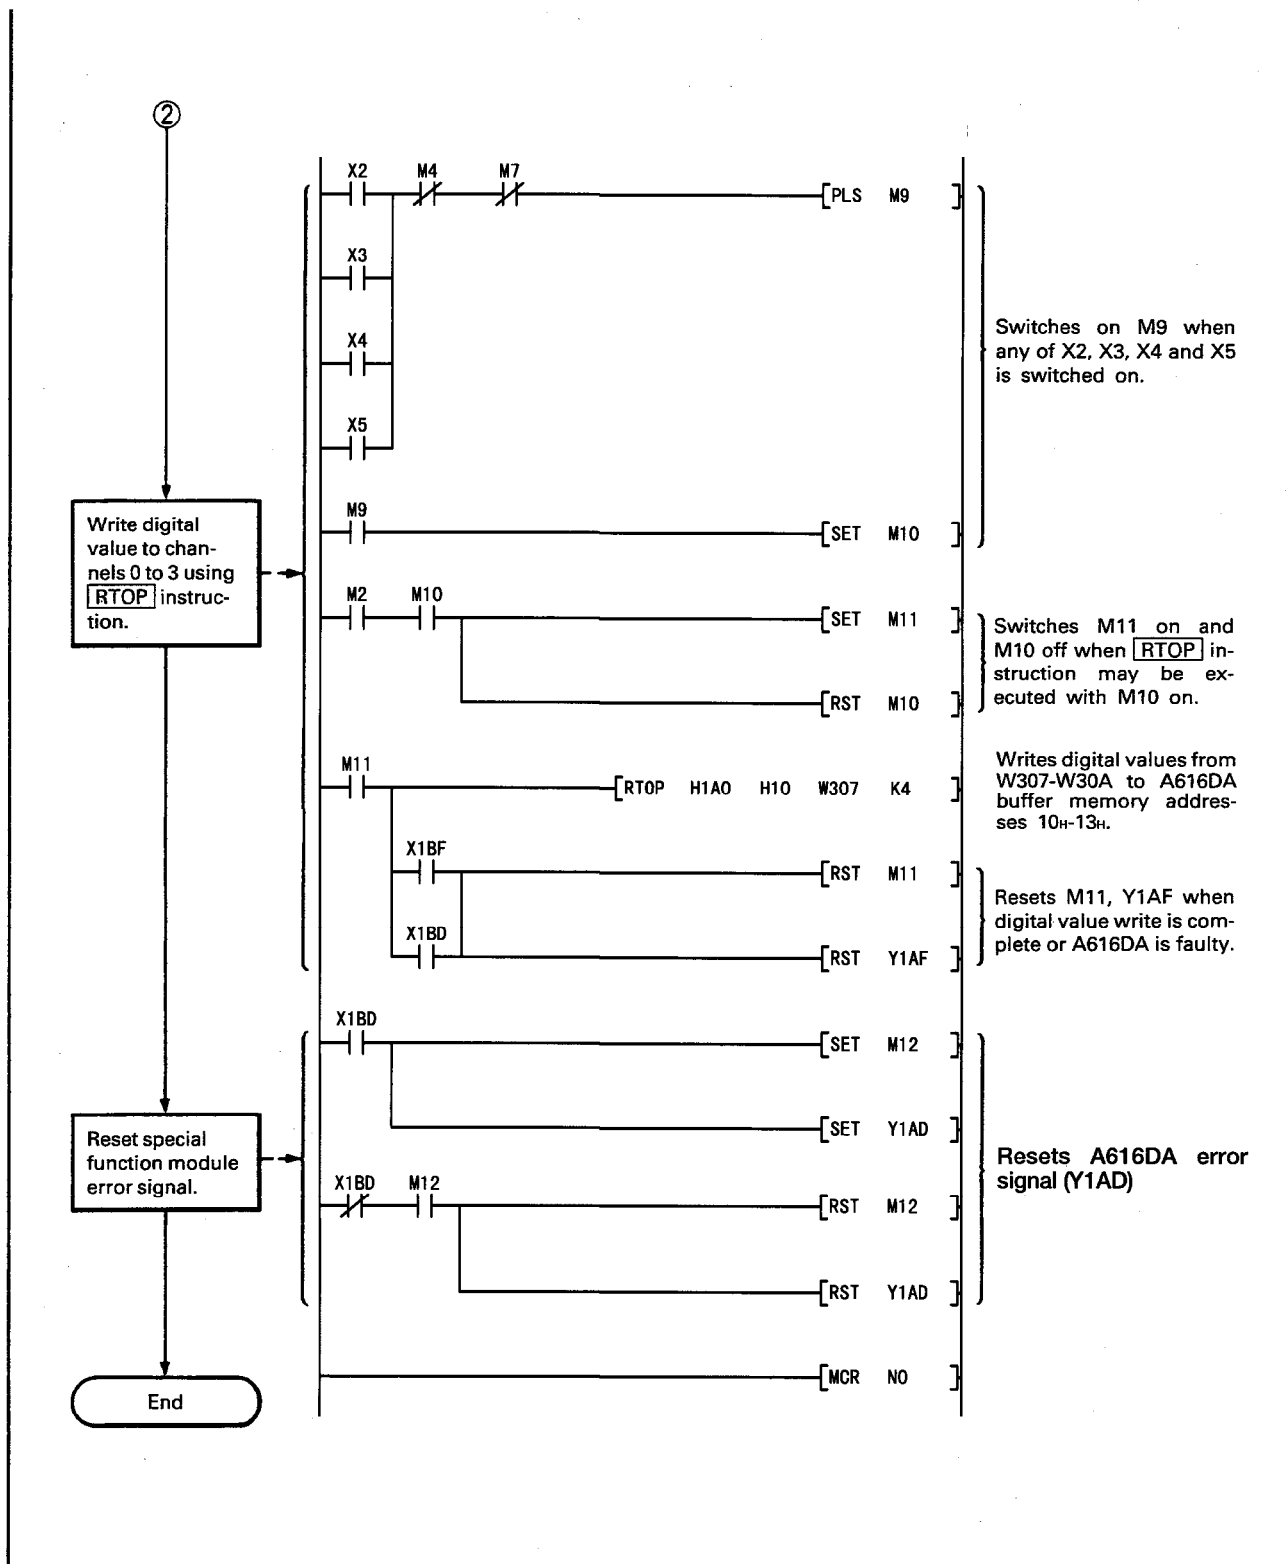 ②
X2 M4 M7
[PLS M9 ]
X3
X4
X5
Switches on M9 when
any of X2, X3, X4 and X5
is switched on.
M9
[SET M10 ]
Write digital
value to chan-
nels 0 to 3 using
RTOP instruc-
tion.
M2 M10
[SET M11 ]
[RST M10 ]
Switches M11 on and
M10 off when RTOP in-
struction may be ex-
ecuted with M10 on.
M11
[RTOP H1A0 H10 W307 K4 ]
Writes digital values from
W307-W30A to A616DA
buffer memory addres-
ses 10H-13H.
X1BF
[RST M11 ]
X1BD
[RST Y1AF ]
Resets M11, Y1AF when
digital value write is com-
plete or A616DA is faulty.
X1BD
[SET M12 ]
[SET Y1AD ]
Reset special
function module
error signal.
X1BD M12
[RST M12 ]
[RST Y1AD ]
Resets A616DA error
signal (Y1AD)
[MCR N0 ]
End